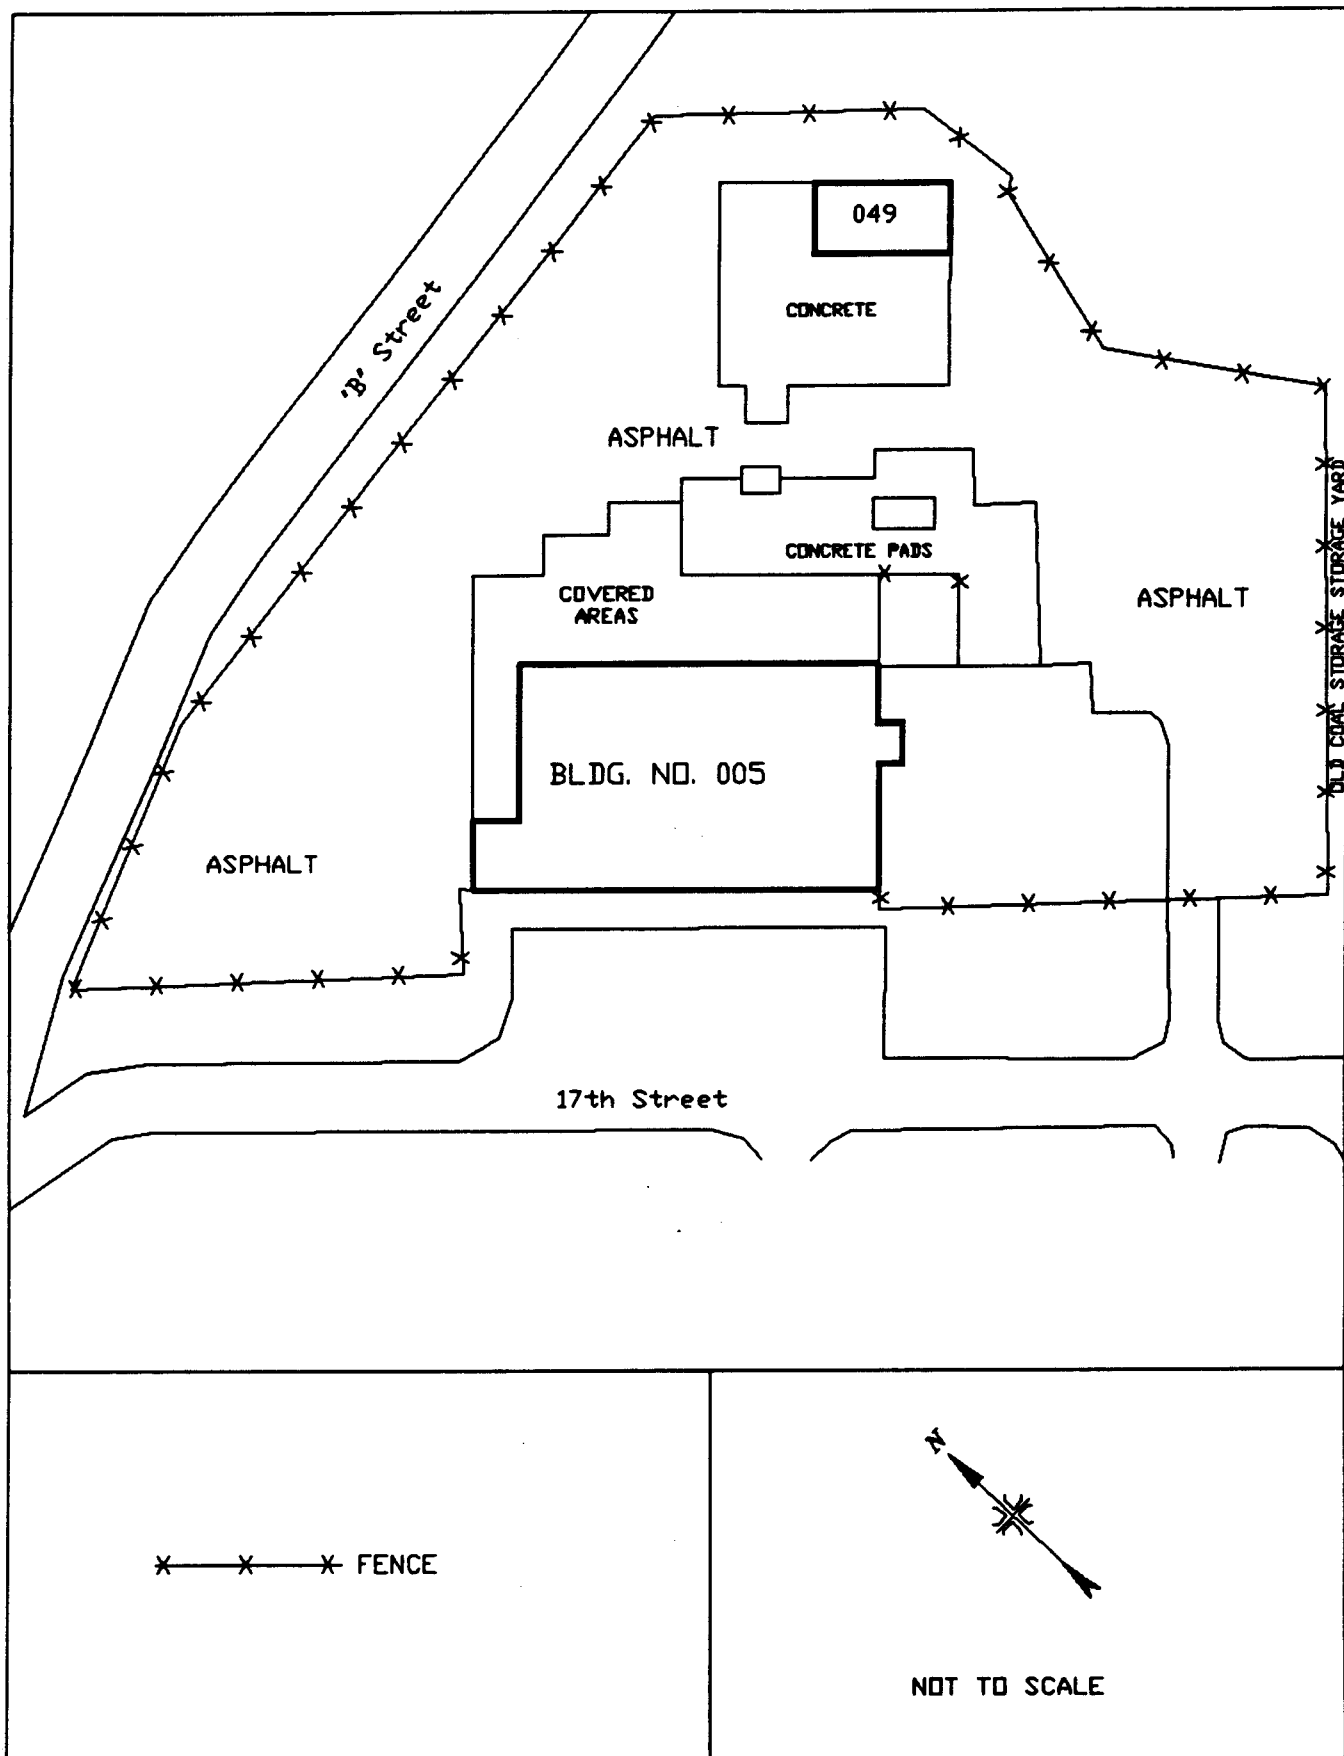 049
CONCRETE
'B' Street
ASPHALT
CONCRETE PADS
COVERED
AREAS
ASPHALT
OLD COAL STORAGE STORAGE YARD
BLDG. NO. 005
ASPHALT
17th Street
N
FENCE
NOT TO SCALE